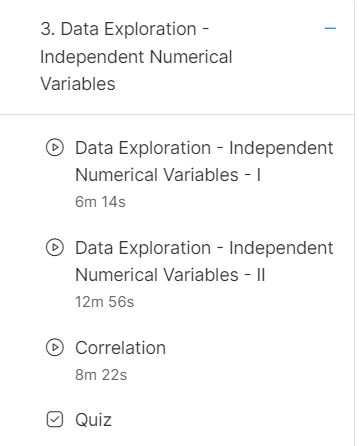 3. Data Exploration -
Independent Numerical
Variables
Data Exploration - Independent
Numerical Variables - I
6m 14s
Data Exploration - Independent
Numerical Variables - II
12m 56s
Correlation
8m 22s
Quiz